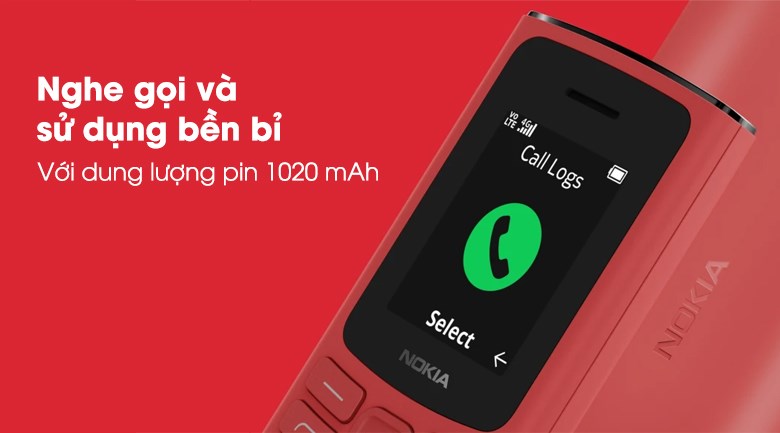 Nghe gọi và
sử dụng bền bỉ
Với dung lượng pin 1020 mAh
VO
LTE
4G
Call Logs
Select
NOKIA
NOKIA